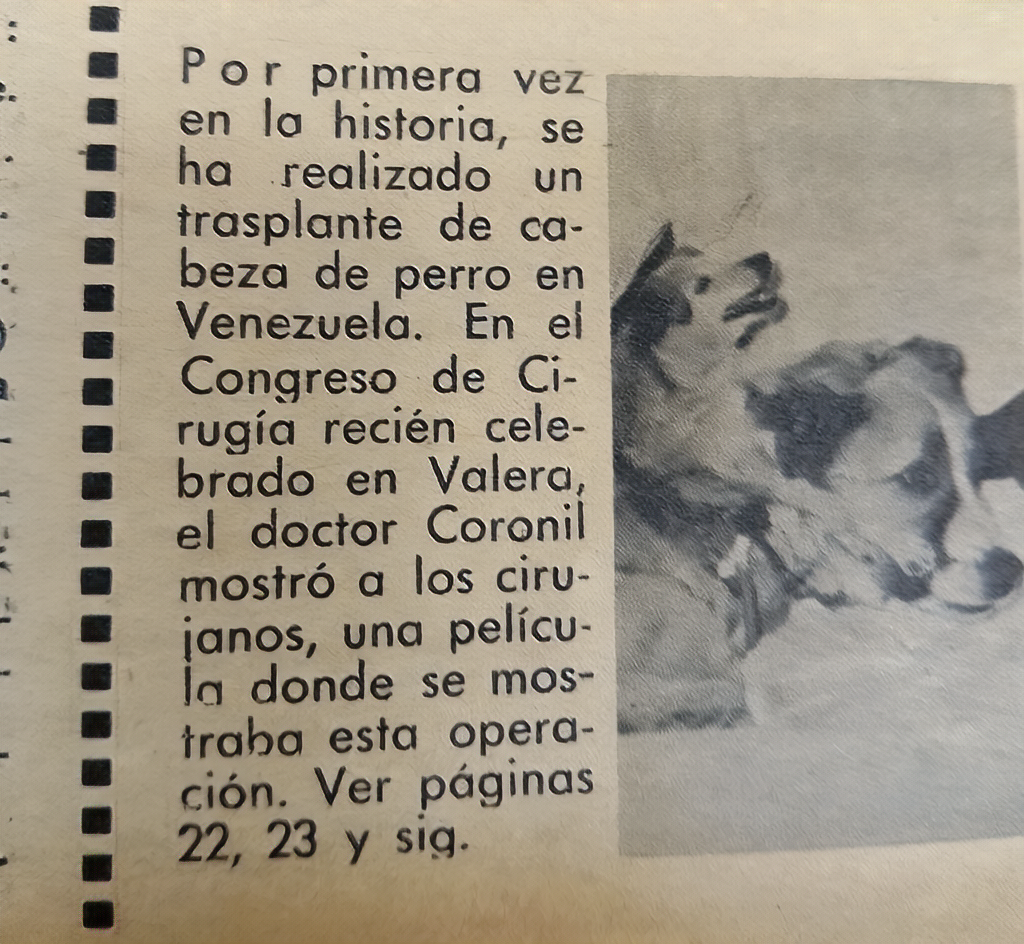 Por primera vez
en la historia, se
ha realizado un
trasplante de ca-
beza de perro en
Venezuela. En el
Congreso de Ci-
rugía recién cele-
brado en Valera,
el doctor Coronil
mostró a los ciru-
janos, una pelícu-
la donde se mos-
traba esta opera-
ción. Ver páginas
22, 23 y sig.